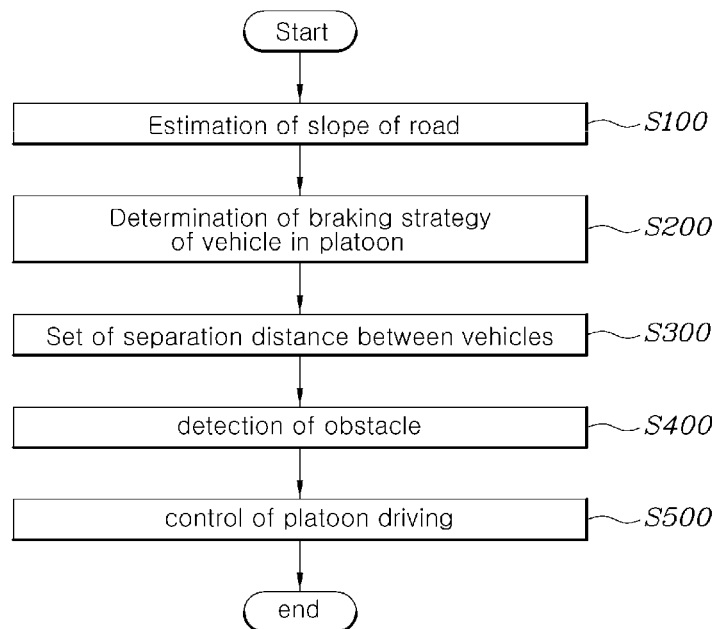 Start
Estimation of slope of road
S100
Determination of braking strategy
of vehicle in platoon
S200
Set of separation distance between vehicles
S300
detection of obstacle
S400
control of platoon driving
S500
end